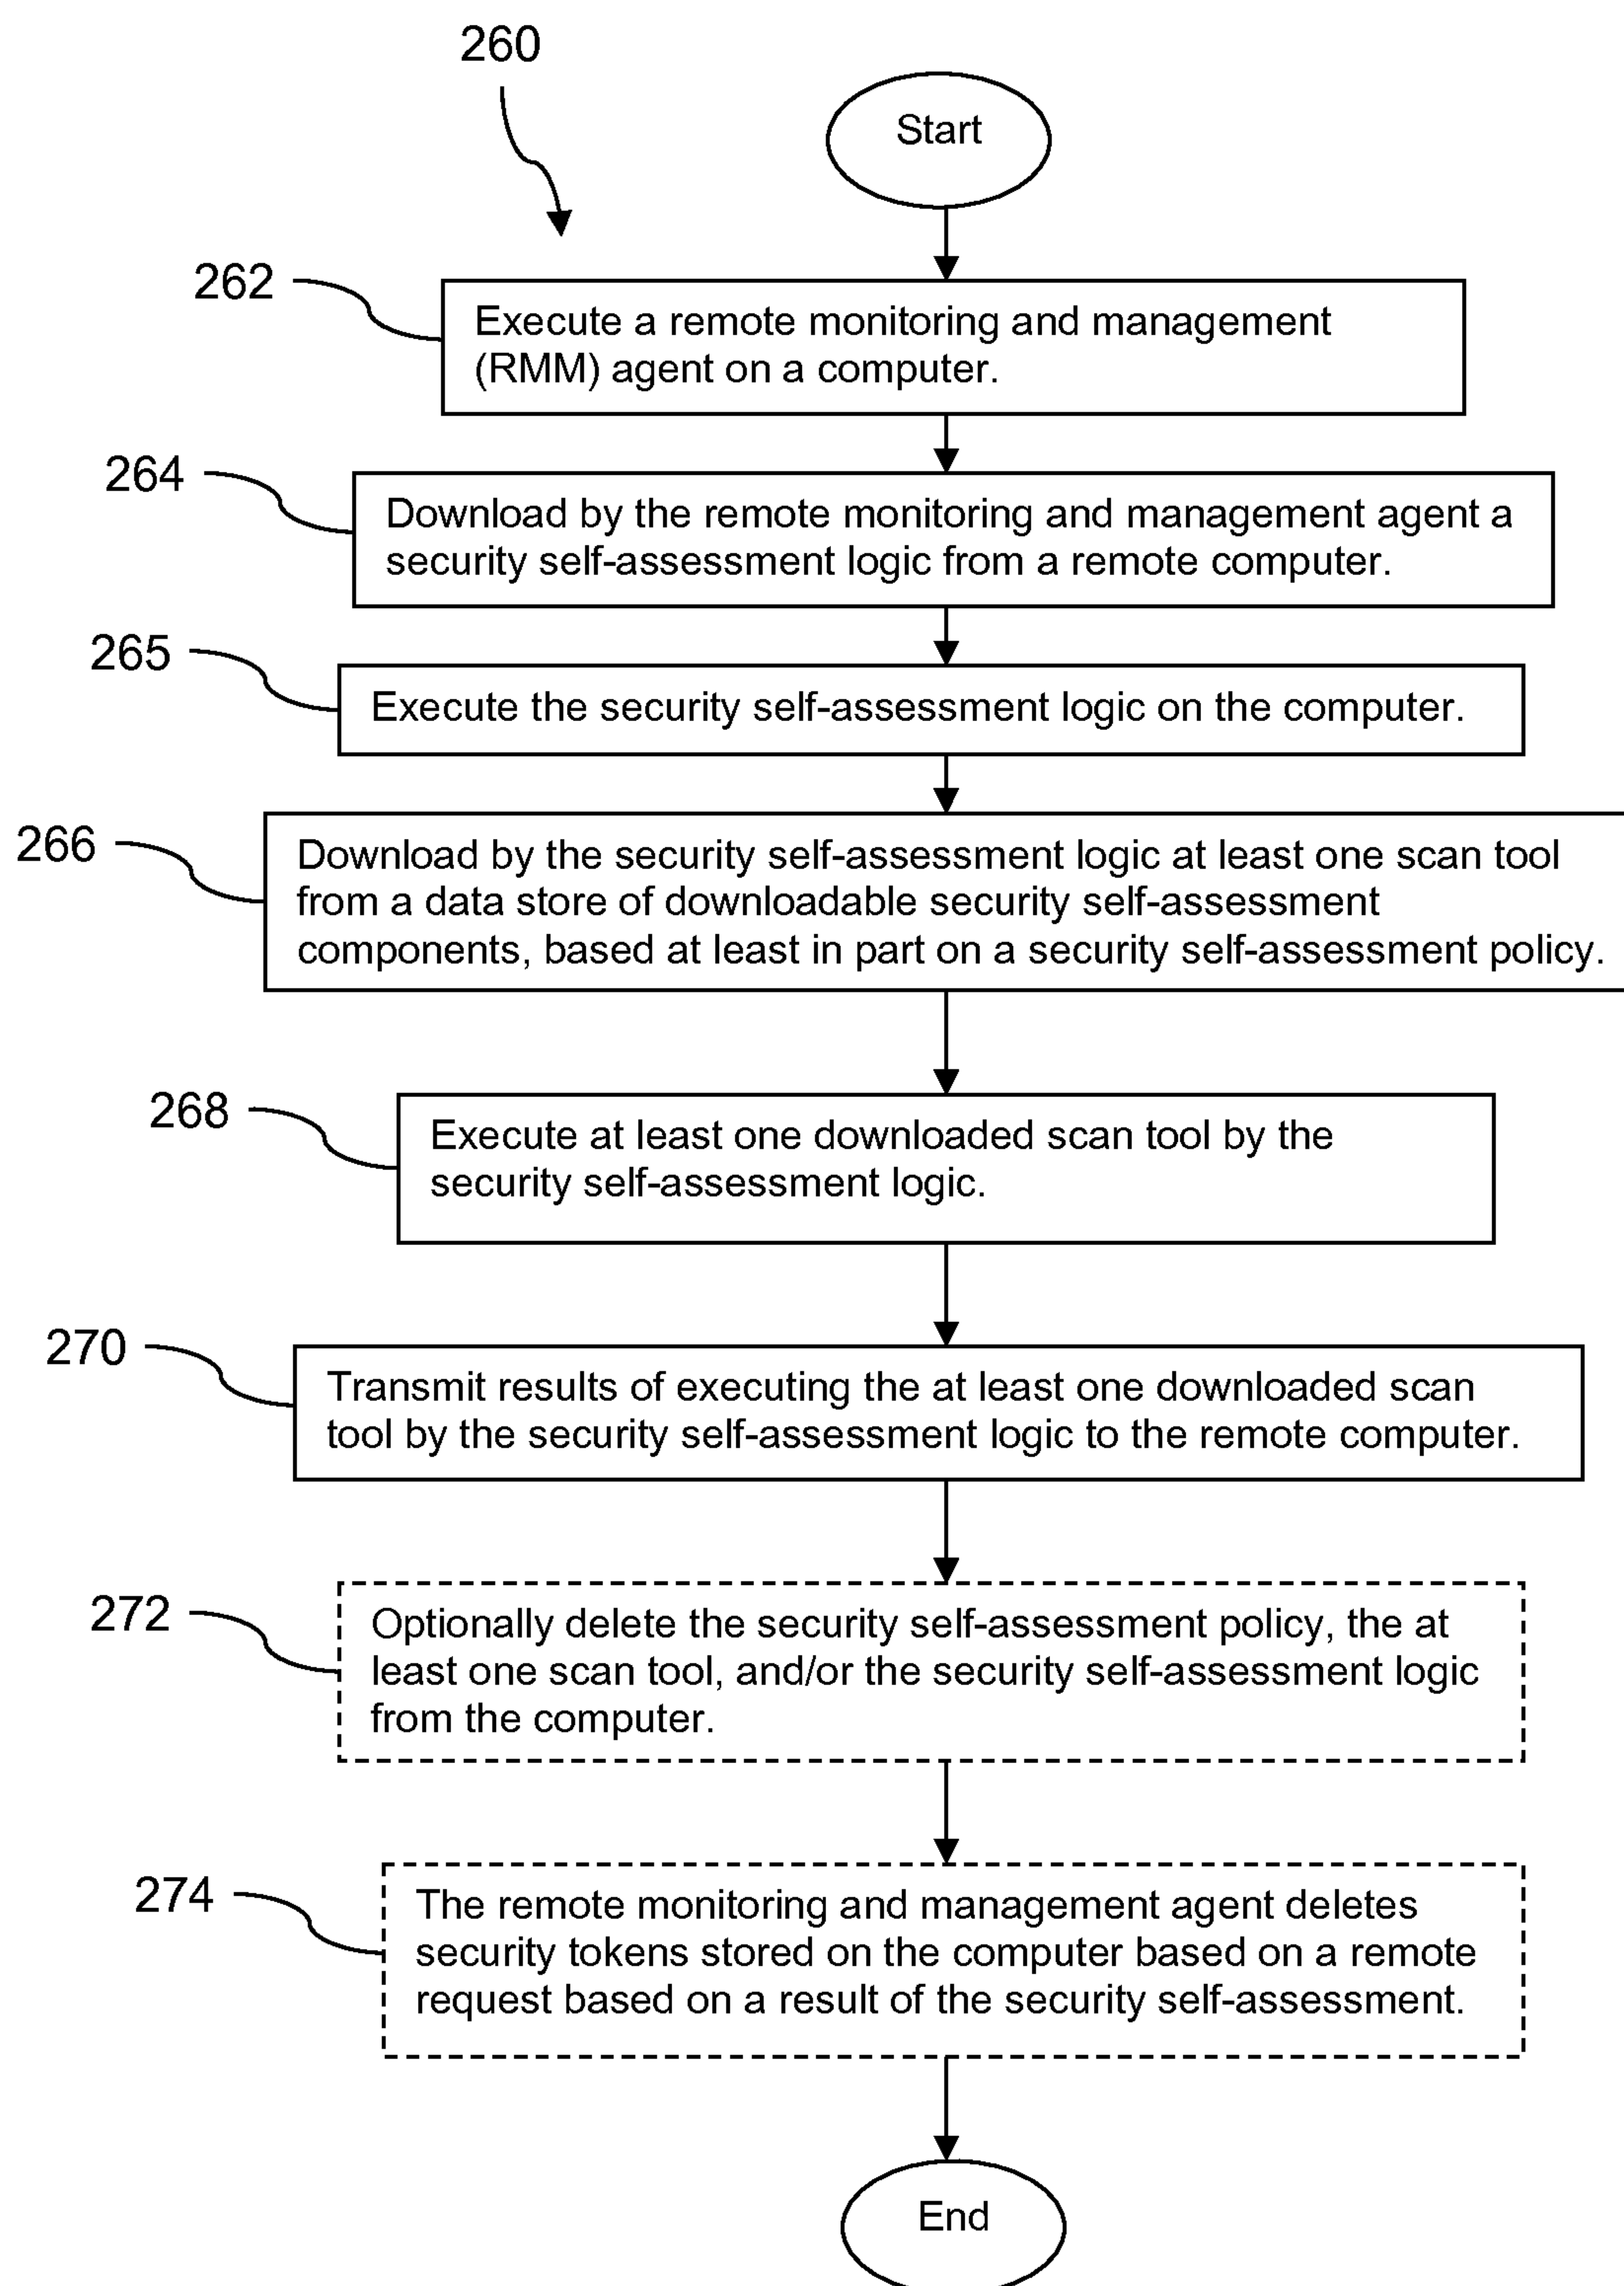 260
Start
262
Execute a remote monitoring and management
(RMM) agent on a computer.
264
Download by the remote monitoring and management agent a
security self-assessment logic from a remote computer.
265
Execute the security self-assessment logic on the computer.
266
Download by the security self-assessment logic at least one scan tool
from a data store of downloadable security self-assessment
components, based at least in part on a security self-assessment policy.
268
Execute at least one downloaded scan tool by the
security self-assessment logic.
270
Transmit results of executing the at least one downloaded scan
tool by the security self-assessment logic to the remote computer.
272
Optionally delete the security self-assessment policy, the at
least one scan tool, and/or the security self-assessment logic
from the computer.
274
The remote monitoring and management agent deletes
security tokens stored on the computer based on a remote
request based on a result of the security self-assessment.
End